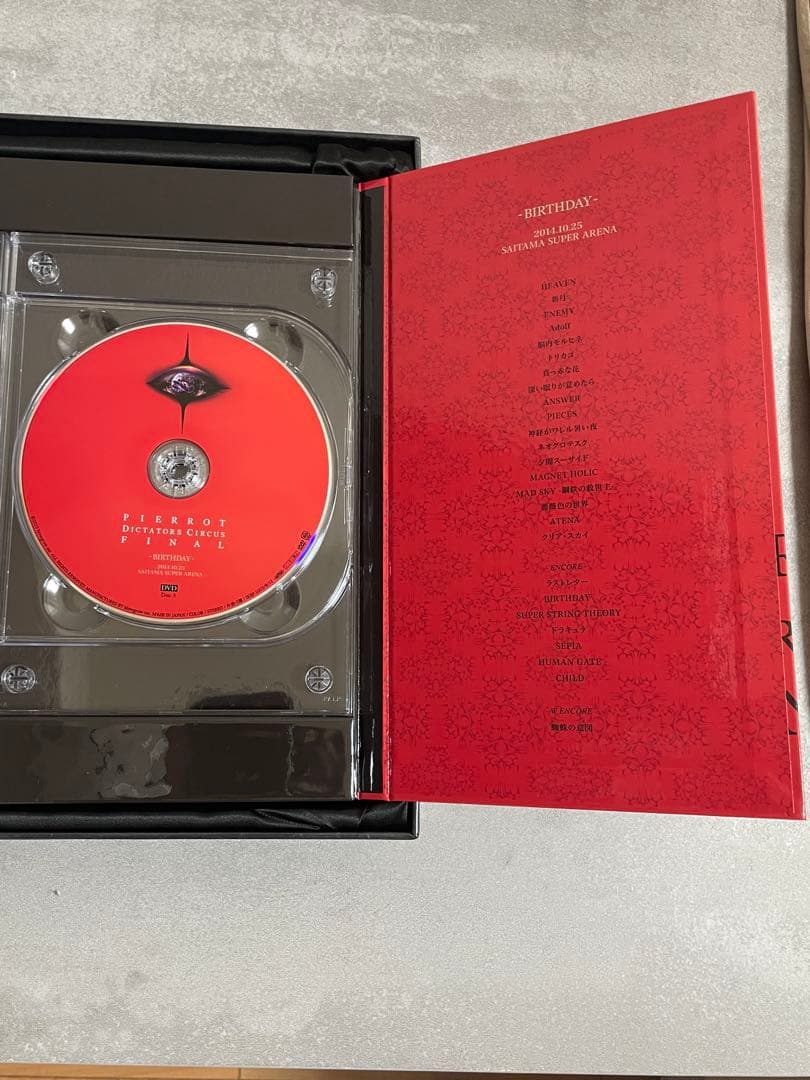 PIERROT
DICTATORS CIRCUS
FINAL
-BIRTHDAY-
2014.10.25
SAITAMA SUPER ARENA
DVD
Disc 3
-BIRTHDAY-
2014.10.25
SAITAMA SUPER ARENA
HEAVEN
新月
ENEMY
Adolf
脳内モルヒネ
トリカゴ
真っ赤な花
深い眠りが覚めたら
ANSWER
PIECES
神経がワレル暑い夜
ネオグロテスク
夕闇スーサイド
MAGNET HOLIC
MAD SKY -鋼鉄の救世主-
薔薇色の世界
ATENA
クリア・スカイ
-ENCORE-
ラストレター
BIRTHDAY
SUPER STRING THEORY
ドラキュラ
SEPIA
HUMAN GATE
CHILD
-W ENCORE-
蜘蛛の意図